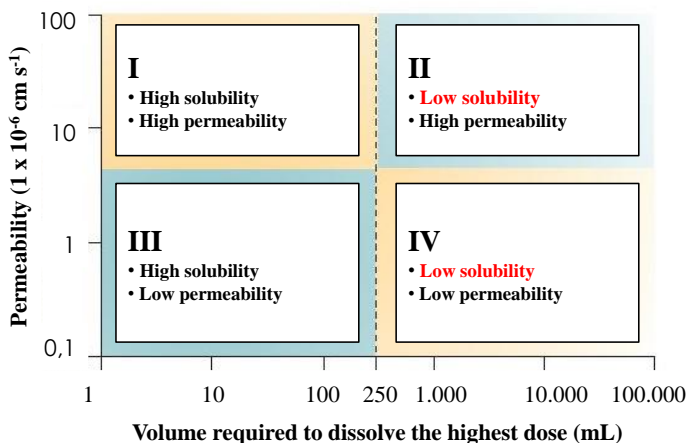 Permeability (1 x 10⁻⁶ cm s⁻¹)
100
10
1
0,1
I
• High solubility
• High permeability
II
• Low solubility
• High permeability
III
• High solubility
• Low permeability
IV
• Low solubility
• Low permeability
1 10 100 250 1.000 10.000 100.000
Volume required to dissolve the highest dose (mL)